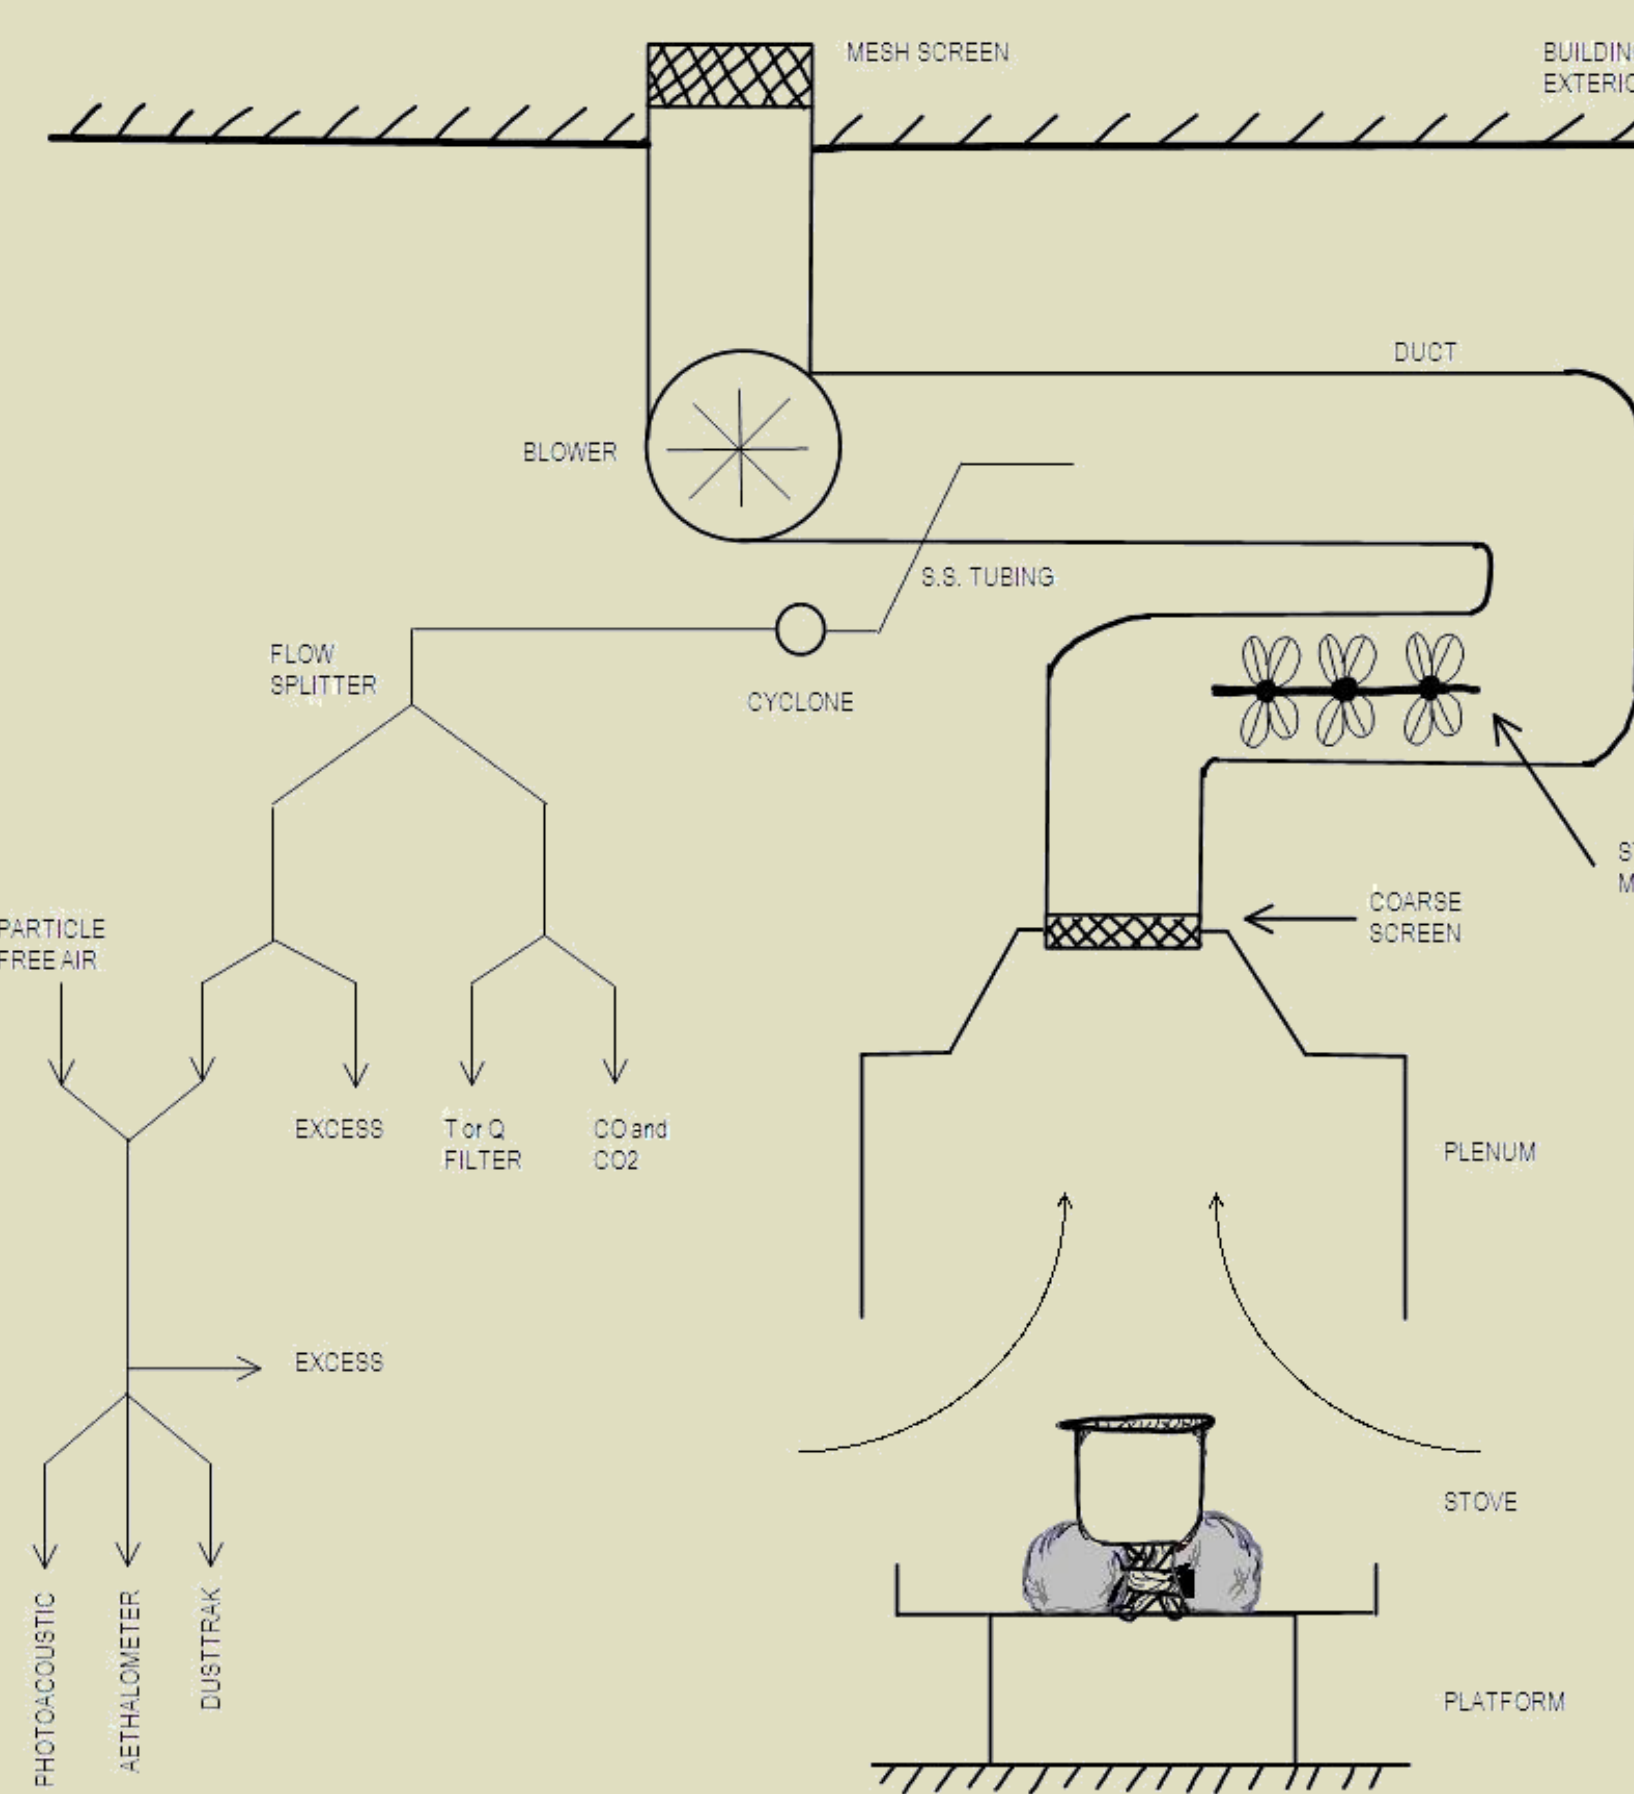 MESH SCREEN
BUILDIN
EXTERIO
DUCT
BLOWER
S.S. TUBING
FLOW
SPLITTER
CYCLONE
COARSE
SCREEN
PARTICLE
FREE AIR
EXCESS
T or Q
FILTER
CO and
CO2
PLENUM
EXCESS
STOVE
PHOTOACOUSTIC
AETHALOMETER
DUSTTRAK
PLATFORM